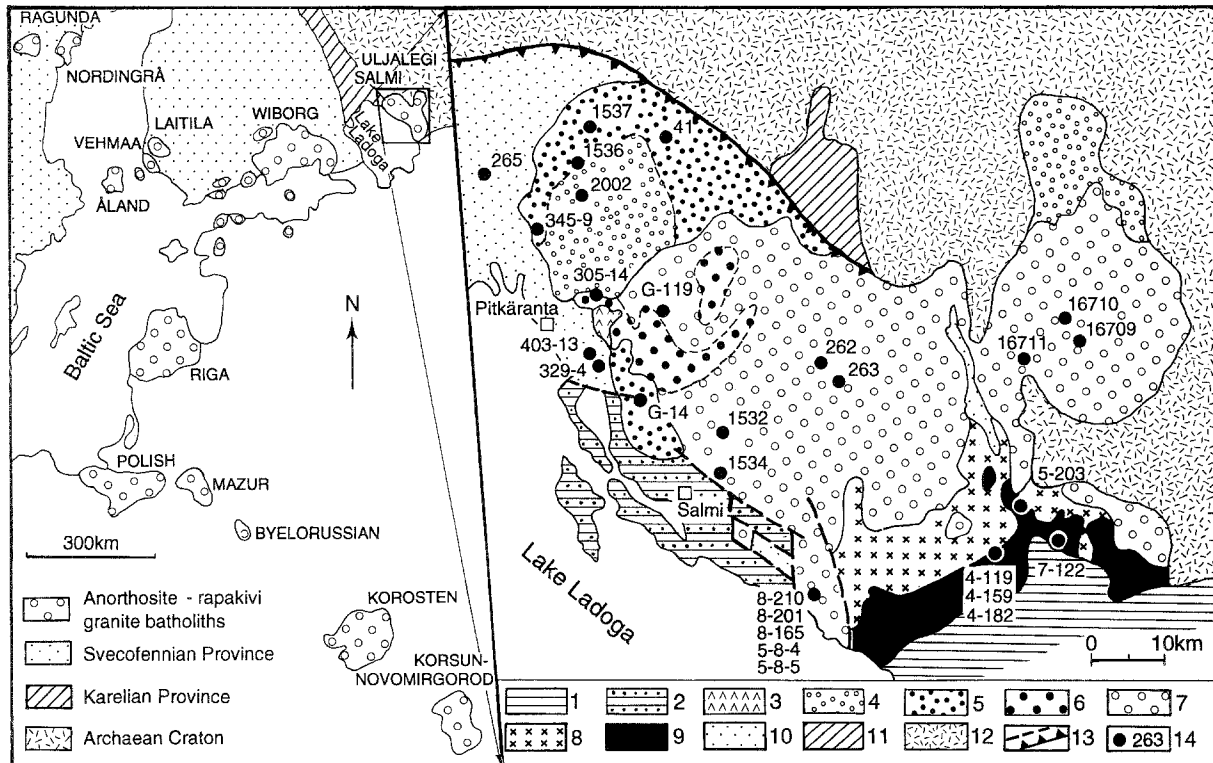 RAGUNDA
NORDINGRÅ
VEHMAA
LAITILA
ÅLAND
WIBORG
ULJALEGI
SALMI
Lake
Ladoga
Baltic Sea
N
RIGA
POLISH
MAZUR
BYELORUSSIAN
300km
KOROSTEN
KORSUN-
NOVOMIRGOROD
Anorthosite - rapakivi
granite batholiths
Svecofennian Province
Karelian Province
Archaean Craton
1537
41
265
1536
2002
345-9
305-14
G-119
Pitkäranta
403-13
329-4
G-14
262
263
1532
1534
16710
16709
16711
Salmi
5-203
7-122
4-119
4-159
4-182
8-210
8-201
8-165
5-8-4
5-8-5
Lake Ladoga
0 10km
1 2 3 4 5 6 7
8 9 10 11 12 13 263 14